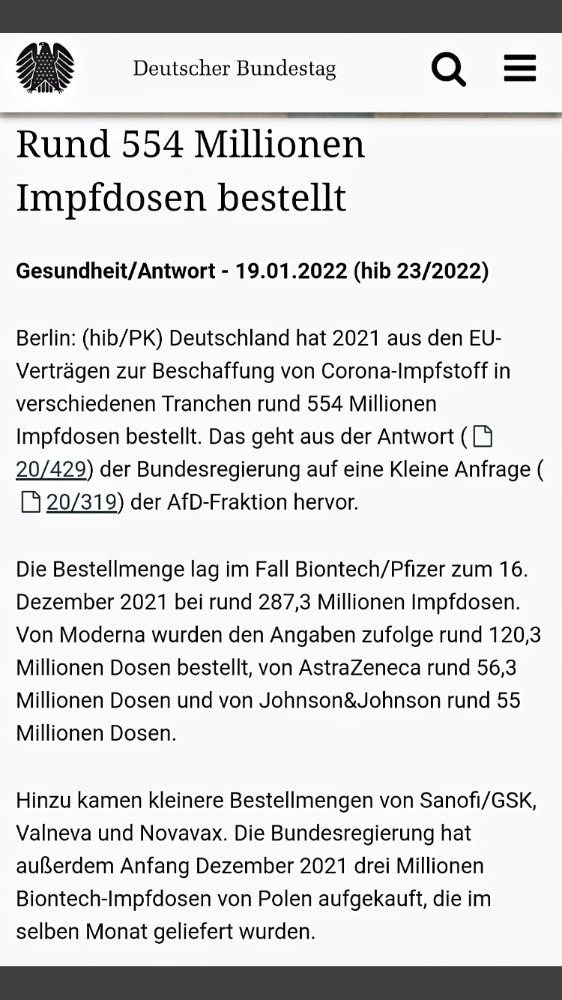 Deutscher Bundestag
Rund 554 Millionen
Impfdosen bestellt
Gesundheit/Antwort - 19.01.2022 (hib 23/2022)
Berlin: (hib/PK) Deutschland hat 2021 aus den EU-
Verträgen zur Beschaffung von Corona-Impfstoff in
verschiedenen Tranchen rund 554 Millionen
Impfdosen bestellt. Das geht aus der Antwort (
20/429) der Bundesregierung auf eine Kleine Anfrage (
20/319) der AfD-Fraktion hervor.
Die Bestellmenge lag im Fall Biontech/Pfizer zum 16.
Dezember 2021 bei rund 287,3 Millionen Impfdosen.
Von Moderna wurden den Angaben zufolge rund 120,3
Millionen Dosen bestellt, von AstraZeneca rund 56,3
Millionen Dosen und von Johnson&Johnson rund 55
Millionen Dosen.
Hinzu kamen kleinere Bestellmengen von Sanofi/GSK,
Valneva und Novavax. Die Bundesregierung hat
außerdem Anfang Dezember 2021 drei Millionen
Biontech-Impfdosen von Polen aufgekauft, die im
selben Monat geliefert wurden.